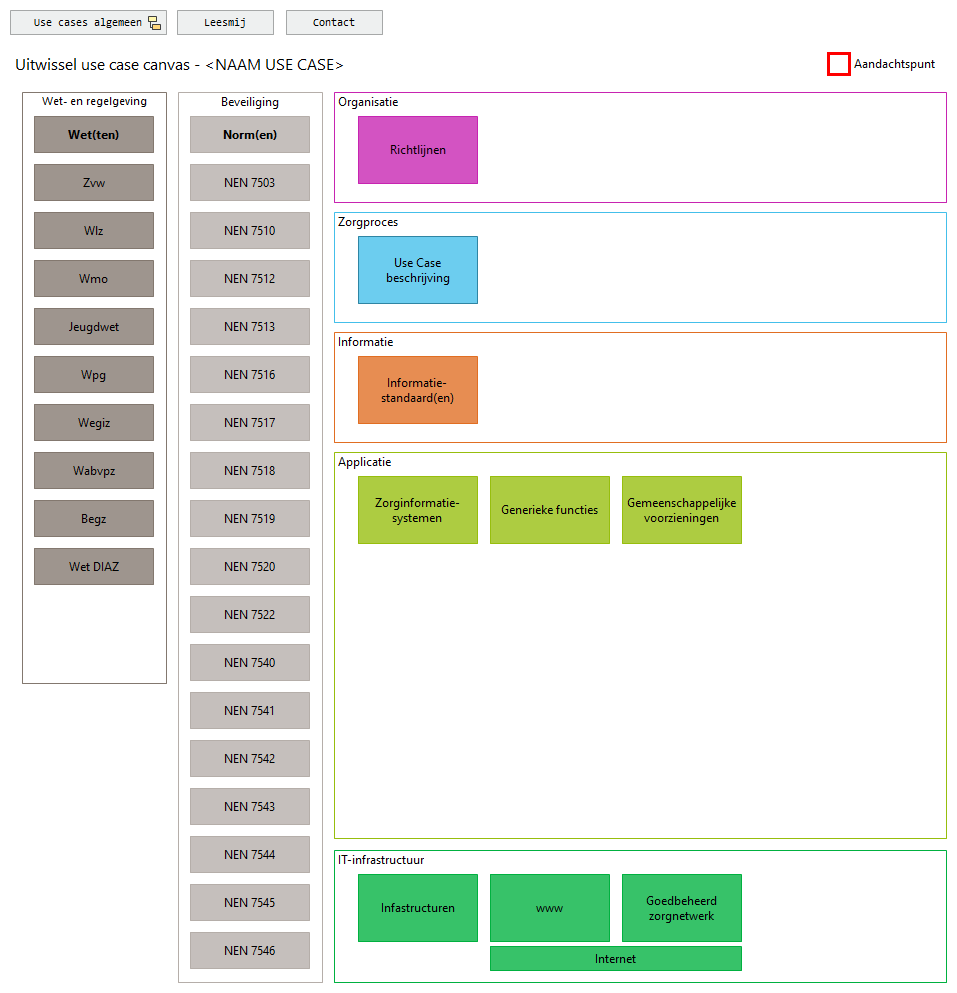 Use cases algemeen
Leesmij
Contact
Uitwissel use case canvas - <NAAM USE CASE>
Aandachtspunt
Wet- en regelgeving
Wet(ten)
Zvw
Wlz
Wmo
Jeugdwet
Wpg
Wegiz
Wabvpz
Begz
Wet DIAZ
Beveiliging
Norm(en)
NEN 7503
NEN 7510
NEN 7512
NEN 7513
NEN 7516
NEN 7517
NEN 7518
NEN 7519
NEN 7520
NEN 7522
NEN 7540
NEN 7541
NEN 7542
NEN 7543
NEN 7544
NEN 7545
NEN 7546
Organisatie
Richtlijnen
Zorgproces
Use Case
beschrijving
Informatie
Informatie-
standaard(en)
Applicatie
Zorginformatie-
systemen
Generieke functies
Gemeenschappelijke
voorzieningen
IT-infrastructuur
Infastructuren
www
Goedbeheerd
zorgnetwerk
Internet